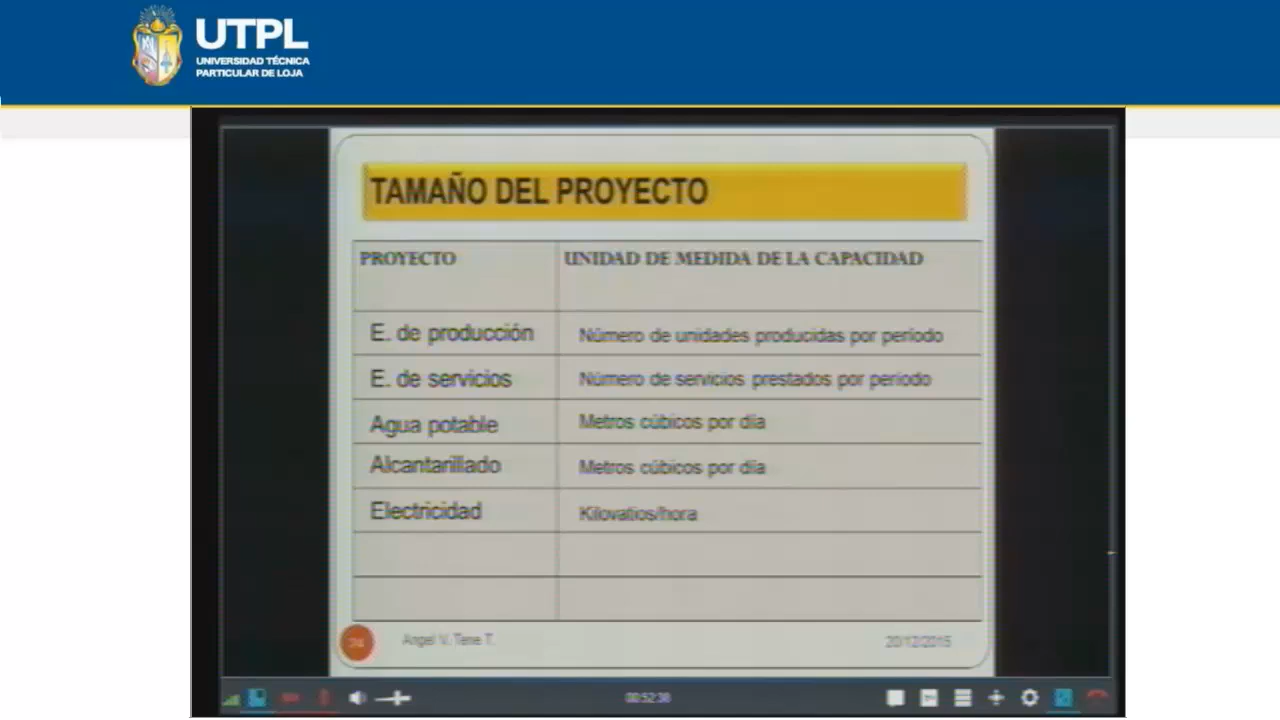 UTPL
UNIVERSIDAD TÉCNICA
PARTICULAR DE LOJA
TAMAÑO DEL PROYECTO
PROYECTO UNIDAD DE MEDIDA DE LA CAPACIDAD
E. de producción Número de unidades producidas por período
E. de servicios Número de servicios prestados por período
Agua potable Metros cúbicos por día
Alcantarillado Metros cúbicos por día
Electricidad Kilovatios/hora
24 Angel V. Tene T. 20/12/2015
00:52:38